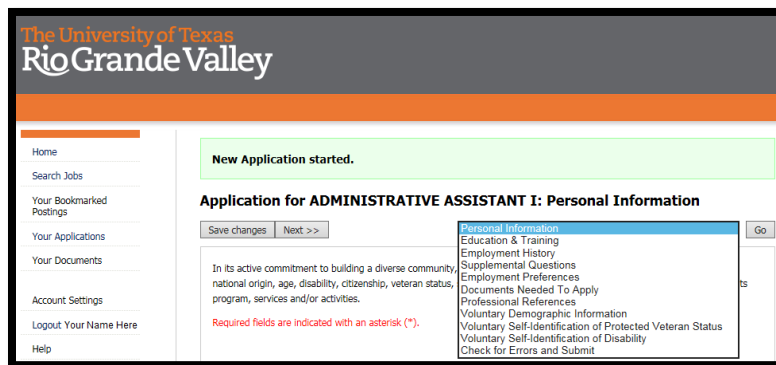 The University of Texas
Rio Grande Valley
Home
Search Jobs
Your Bookmarked
Postings
Your Applications
Your Documents
Account Settings
Logout Your Name Here
Help
New Application started.
Application for ADMINISTRATIVE ASSISTANT I: Personal Information
Save changes Next >>
Personal Information
Go
Education & Training
Employment History
Supplemental Questions
Employment Preferences
Documents Needed To Apply
Professional References
Voluntary Demographic Information
Voluntary Self-Identification of Protected Veteran Status
Voluntary Self-Identification of Disability
Check for Errors and Submit
In its active commitment to building a diverse community,
national origin, age, disability, citizenship, veteran status,
program, services and/or activities.
Required fields are indicated with an asterisk (*).